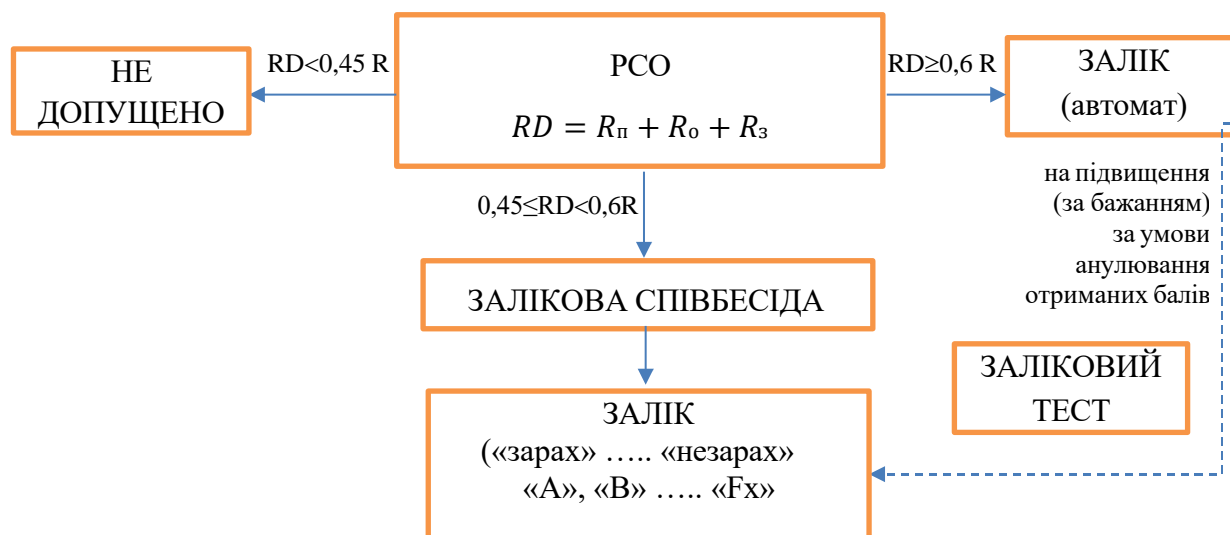 НЕ
ДОПУЩЕНО
RD<0,45 R
РСО
RD = Rп + Rо + Rз
RD≥0,6 R
ЗАЛІК
(автомат)
на підвищення
(за бажанням)
за умови
анулювання
отриманих балів
0,45≤RD<0,6R
ЗАЛІКОВА СПІВБЕСІДА
ЗАЛІКОВИЙ
ТЕСТ
ЗАЛІК
(«зарах» ….. «незарах»
«A», «B» ….. «Fx»